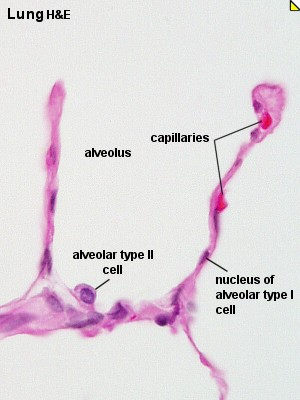 Lung H&E
capillaries
alveolus
alveolar type II
cell
nucleus of
alveolar type I
cell